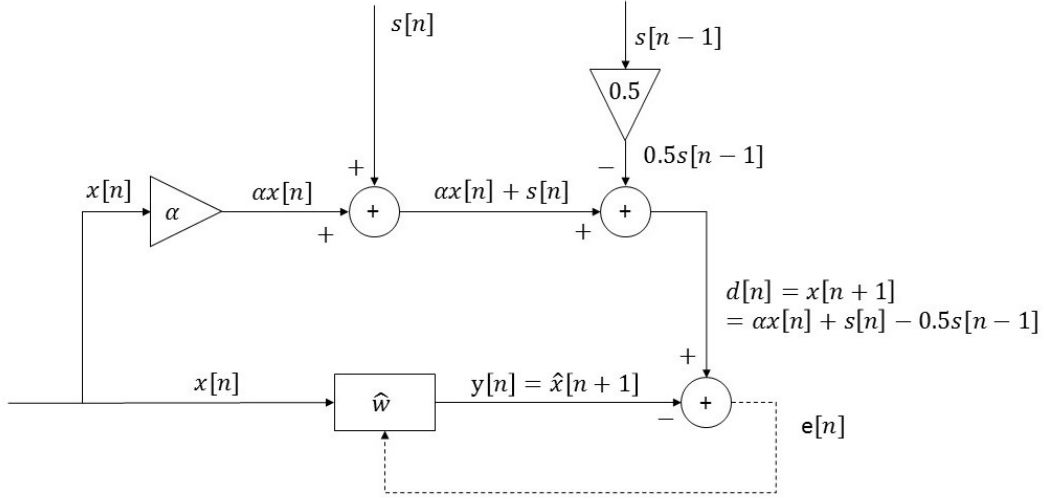 s[n]
s[n − 1]
0.5
+
−
0.5s[n − 1]
x[n]
α
αx[n]
+
αx[n] + s[n]
+
+
+
d[n] = x[n + 1]
= αx[n] + s[n] − 0.5s[n − 1]
+
x[n]
ŵ
y[n] = x̂[n + 1]
+
−
e[n]